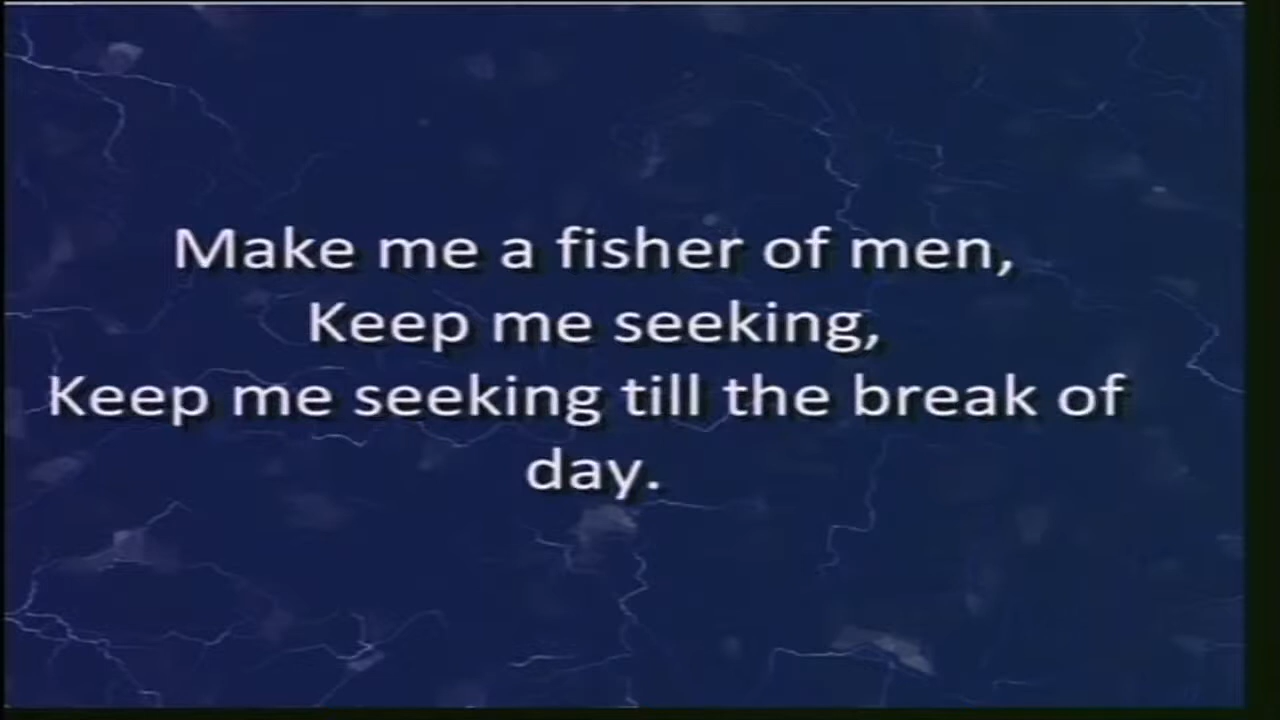 Make me a fisher of men,
Keep me seeking,
Keep me seeking till the break of
day.